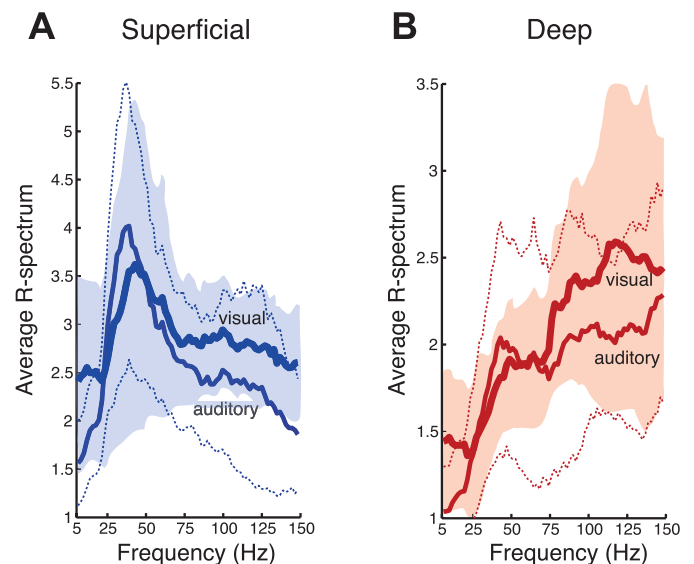 A Superficial
Average R-spectrum
5.5
5
4.5
4
3.5
3
2.5
2
1.5
1
visual
auditory
5 25 50 75 100 125 150
Frequency (Hz)
B Deep
Average R-spectrum
3.5
3
2.5
2
1.5
1
visual
auditory
5 25 50 75 100 125 150
Frequency (Hz)